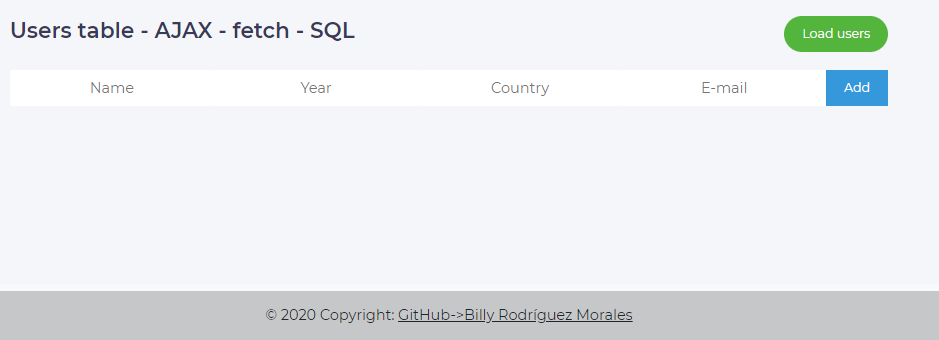 Users table - AJAX - fetch - SQL
Load users
Name Year Country E-mail Add
© 2020 Copyright: GitHub->Billy Rodríguez Morales